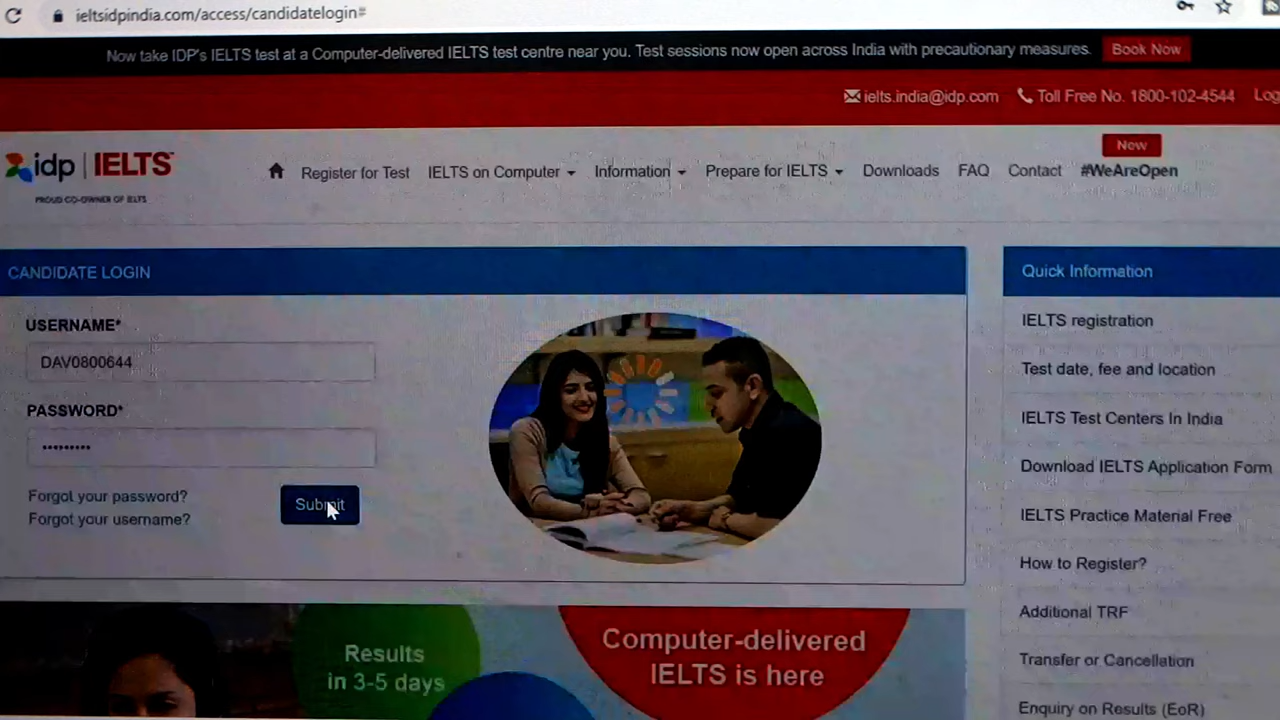 ieltsidpindia.com/access/candidatelogin#
Now take IDP's IELTS test at a Computer-delivered IELTS test centre near you. Test sessions now open across India with precautionary measures. Book Now
ielts.india@idp.com Toll Free No. 1800-102-4544 Log
idp | IELTS™
PROUD CO-OWNER OF IELTS
New
Register for Test IELTS on Computer Information Prepare for IELTS Downloads FAQ Contact #WeAreOpen
CANDIDATE LOGIN
USERNAME*
DAV0800644
PASSWORD*
•••••••••
Forgot your password?
Forgot your username?
Submit
Quick Information
IELTS registration
Test date, fee and location
IELTS Test Centers In India
Download IELTS Application Form
IELTS Practice Material Free
How to Register?
Additional TRF
Transfer or Cancellation
Enquiry on Results (EoR)
Results
in 3-5 days
Computer-delivered
IELTS is here